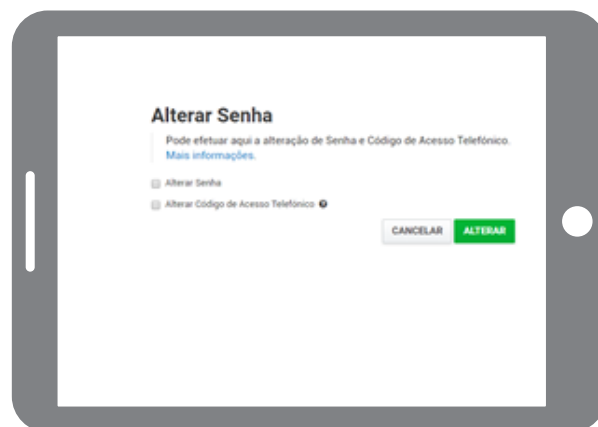 Alterar Senha
Pode efetuar aqui a alteração de Senha e Código de Acesso Telefónico.
Mais informações.
Alterar Senha
Alterar Código de Acesso Telefónico ?
CANCELAR ALTERAR